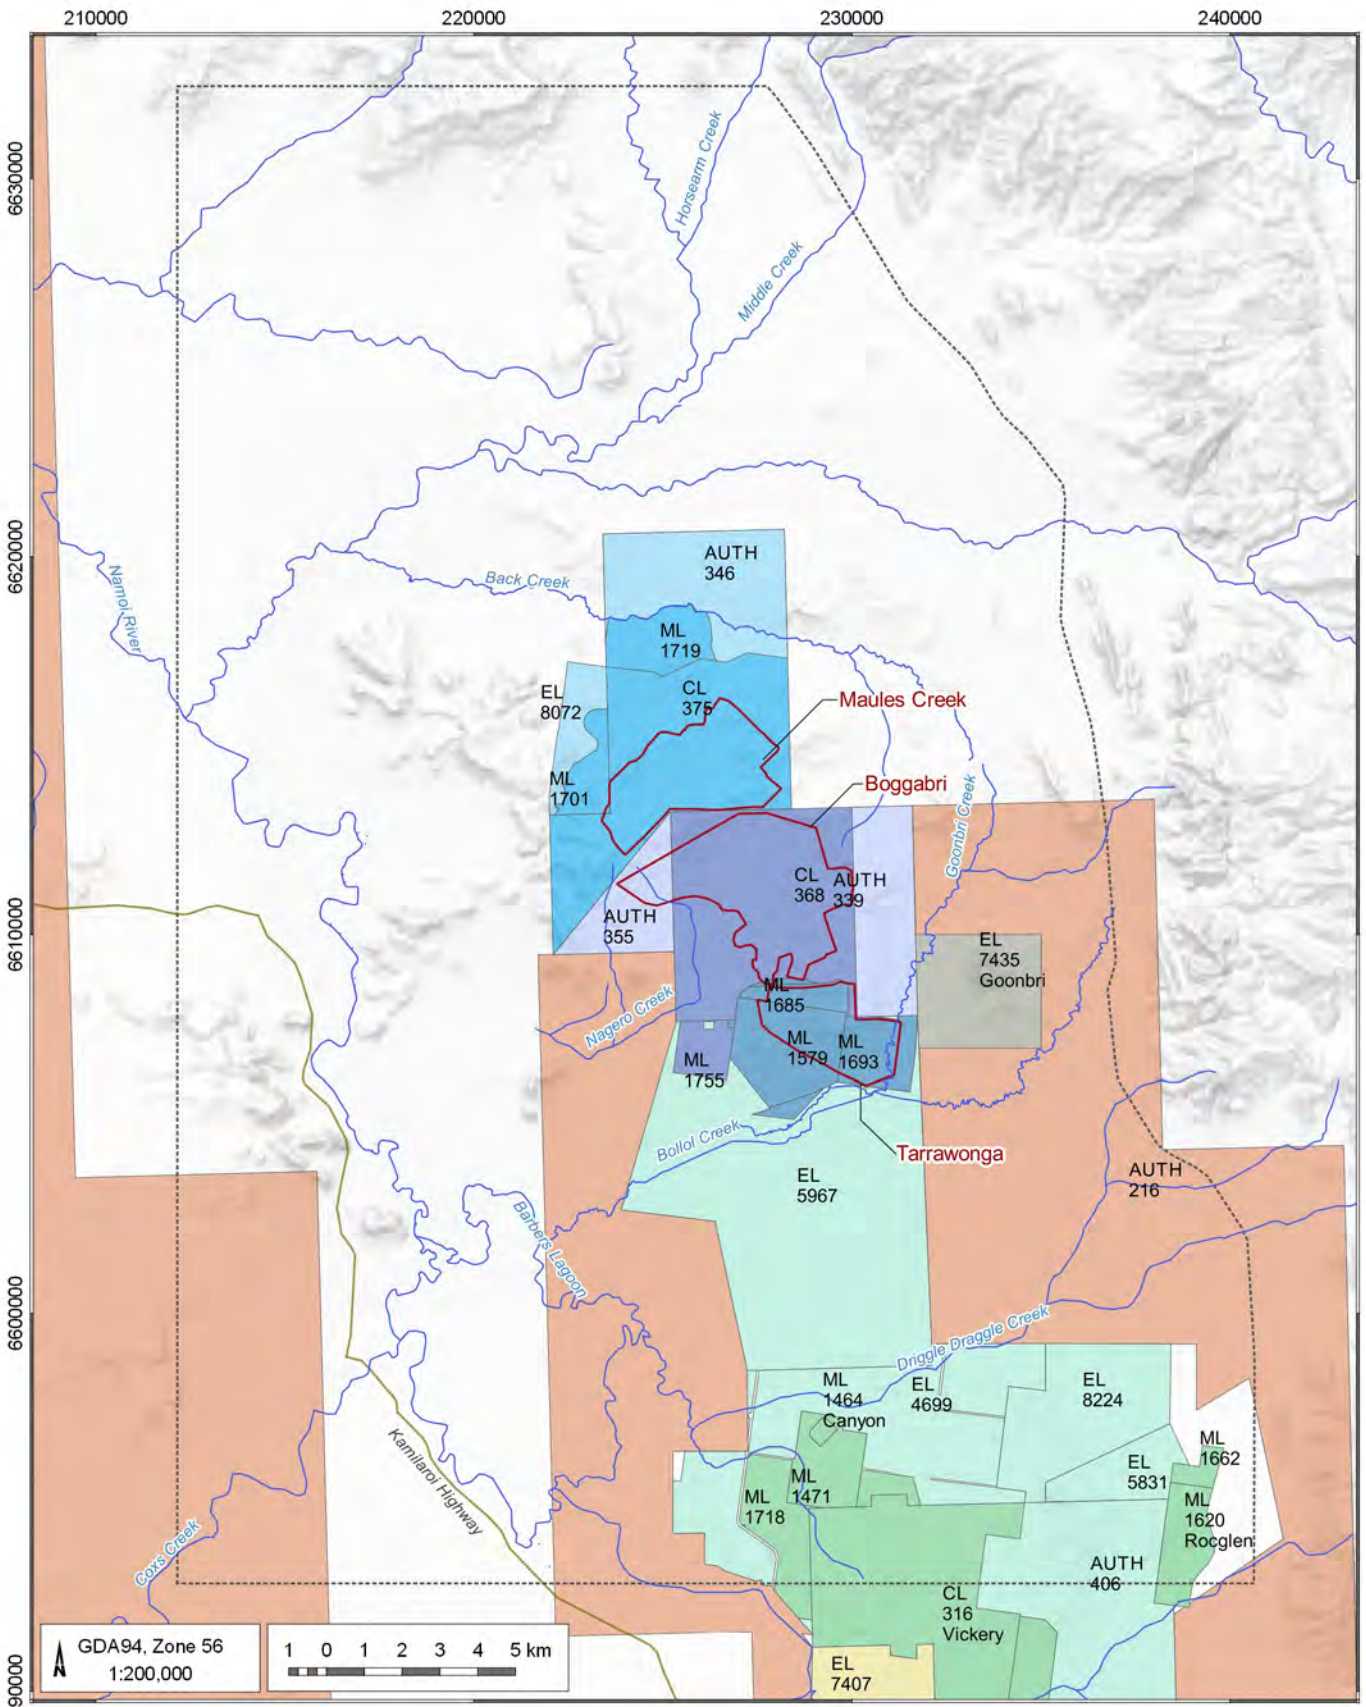 210000
220000
230000
240000
6630000
6620000
6610000
6600000
90000
Horsearm Creek
Middle Creek
Namoi River
Back Creek
AUTH
346
ML
1719
EL
8072
CL
375
Maules Creek
ML
1701
Boggabri
Goonbri Creek
CL
368
AUTH
339
AUTH
355
EL
7435
Goonbri
ML
1685
Nagero Creek
ML
1579
ML
1693
ML
1755
Bollol Creek
Tarrawonga
EL
5967
AUTH
216
Barbers Lagoon
Driggle Draggle Creek
ML
1464
Canyon
EL
4699
EL
8224
Kamilaroi Highway
ML
1662
EL
5831
ML
1471
ML
1718
ML
1620
Rocglen
Coxs Creek
AUTH
406
CL
316
Vickery
EL
7407
GDA94, Zone 56
1:200,000
1 0 1 2 3 4 5 km